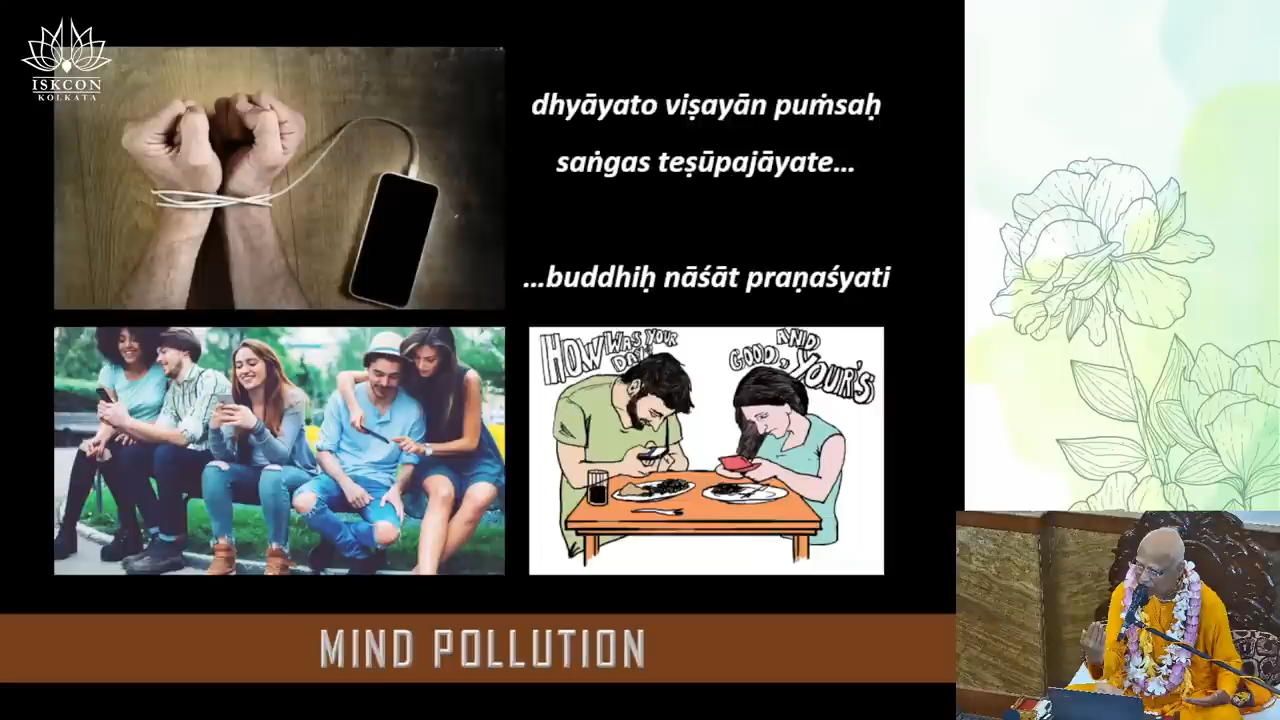 ISKCON
KOLKATA
dhyāyato viṣayān puṁsaḥ
saṅgas teṣūpajāyate...
...buddhiḥ nāśāt praṇaśyati
HOW WAS YOUR
DAY?
AND
GOOD, YOUR'S
MIND POLLUTION